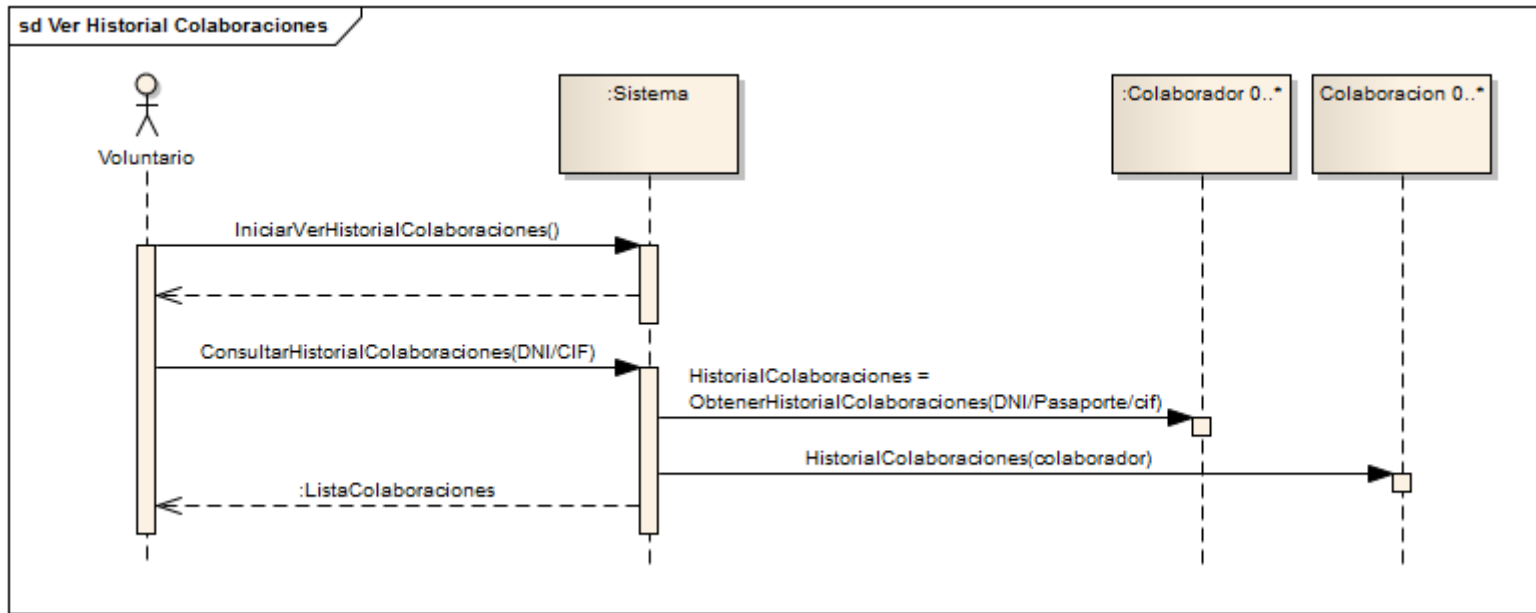 sd Ver Historial Colaboraciones
Voluntario
:Sistema
:Colaborador 0..*
Colaboracion 0..*
IniciarVerHistorialColaboraciones()
ConsultarHistorialColaboraciones(DNI/CIF)
HistorialColaboraciones =
ObtenerHistorialColaboraciones(DNI/Pasaporte/cif)
HistorialColaboraciones(colaborador)
:ListaColaboraciones